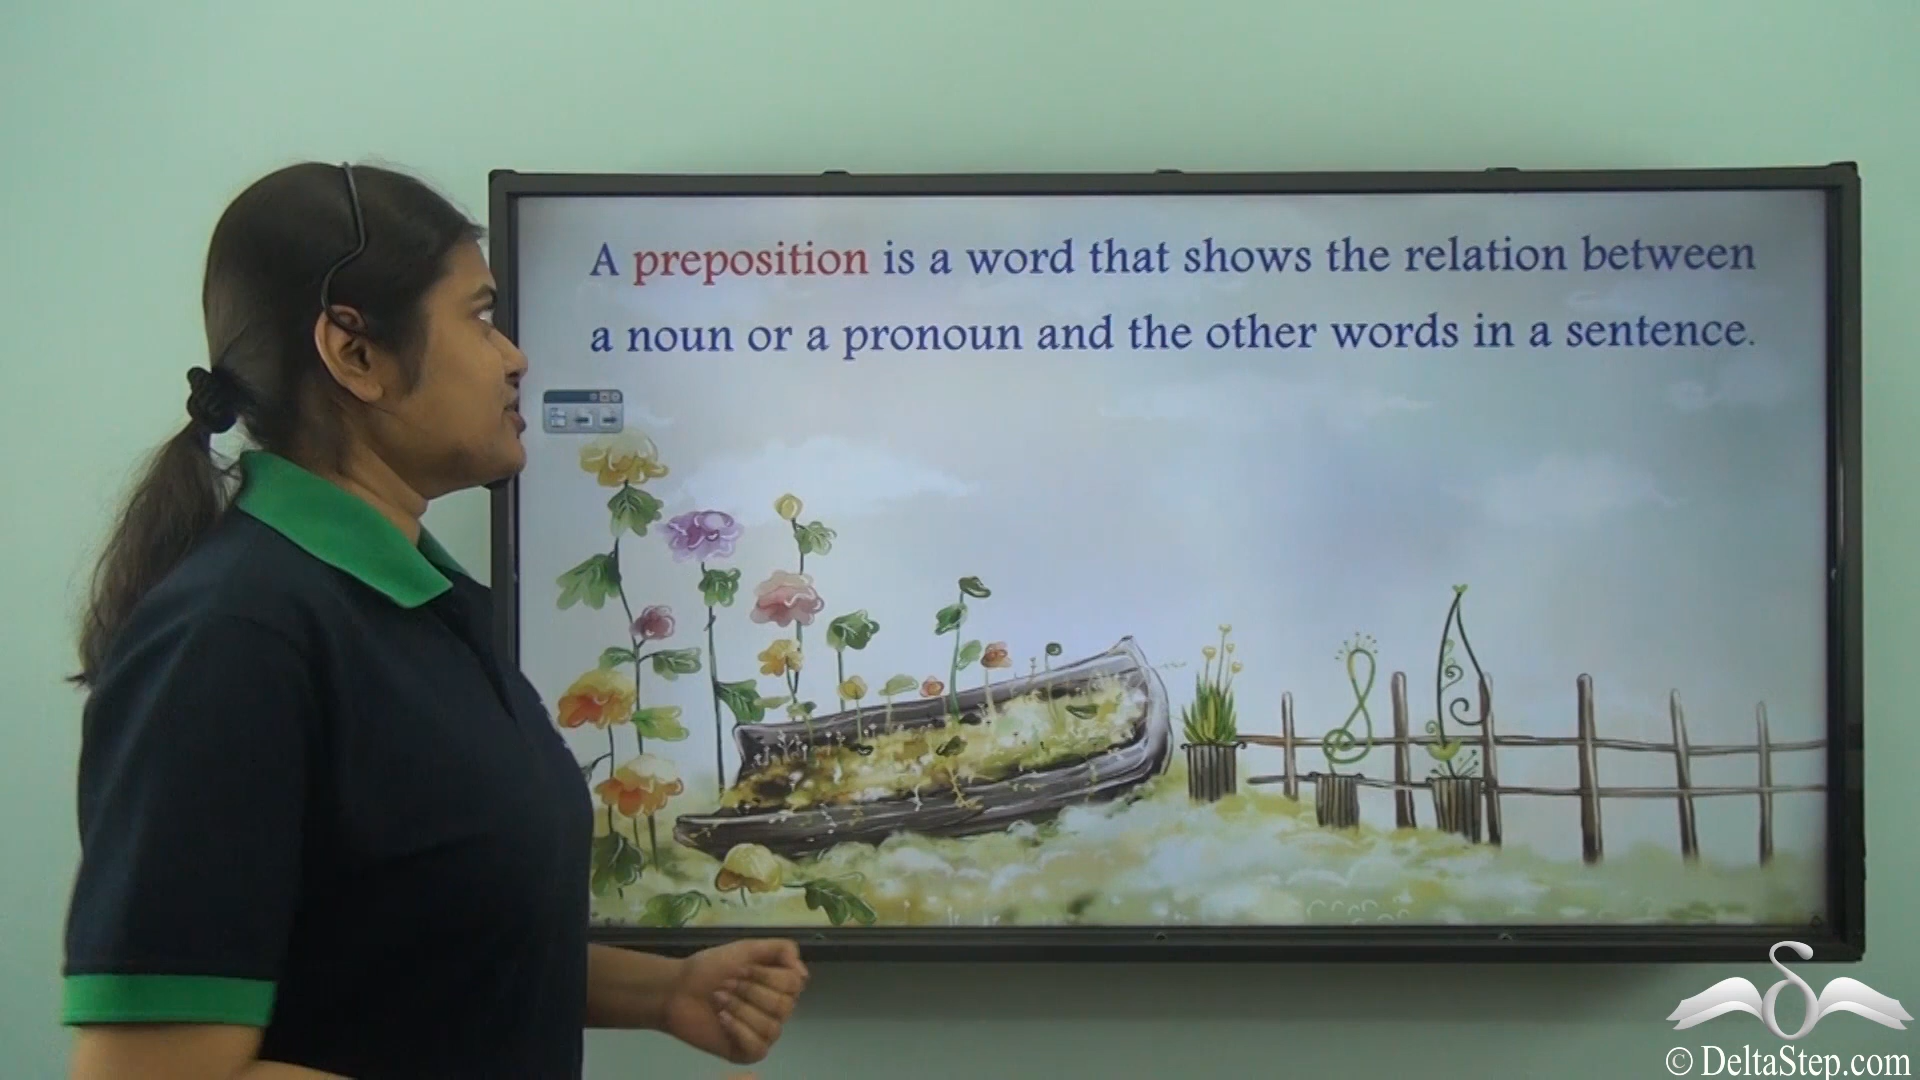 A preposition is a word that shows the relation between
a noun or a pronoun and the other words in a sentence.
© DeltaStep.com